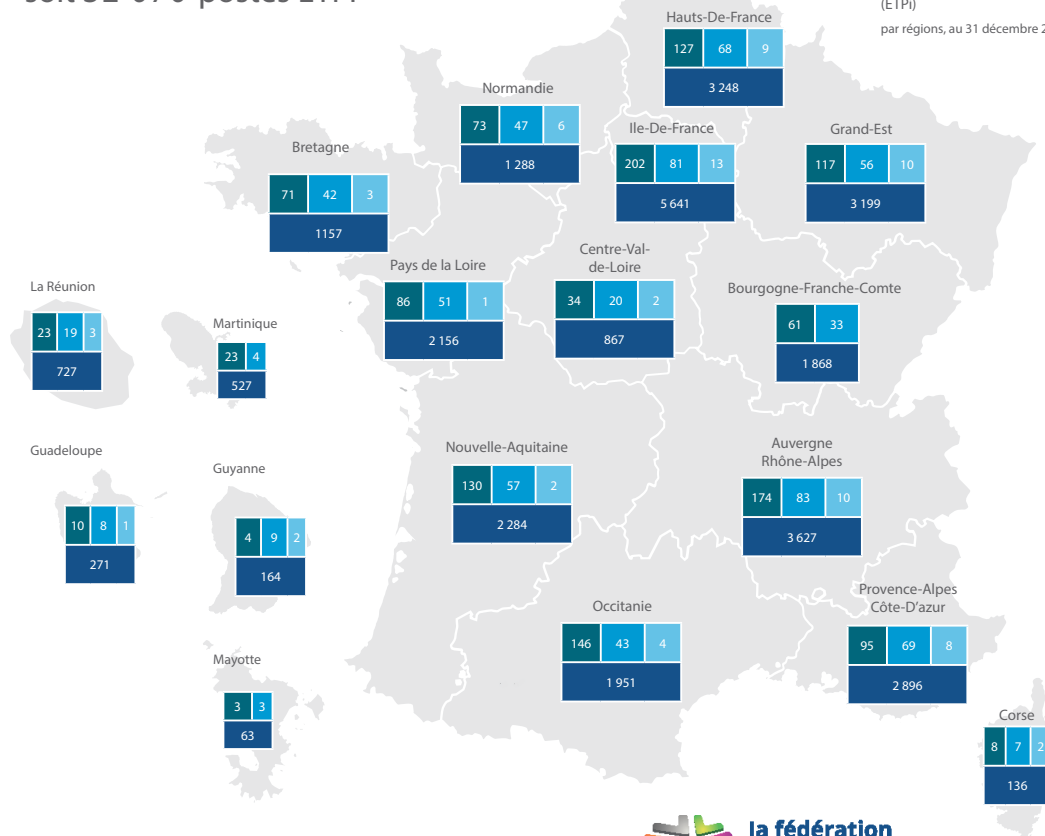 (ETPi)
par régions, au 31 décembre 2
Hauts-De-France
127 68 9
3 248
Normandie
73 47 6
1 288
Ile-De-France
202 81 13
5 641
Grand-Est
117 56 10
3 199
Bretagne
71 42 3
1157
Pays de la Loire
86 51 1
2 156
Centre-Val-
de-Loire
34 20 2
867
Bourgogne-Franche-Comte
61 33
1 868
La Réunion
23 19 3
727
Martinique
23 4
527
Guadeloupe
10 8 1
271
Guyanne
4 9 2
164
Nouvelle-Aquitaine
130 57 2
2 284
Auvergne
Rhône-Alpes
174 83 10
3 627
Occitanie
146 43 4
1 951
Provence-Alpes
Côte-D'azur
95 69 8
2 896
Mayotte
3 3
63
Corse
8 7 2
136
la fédération